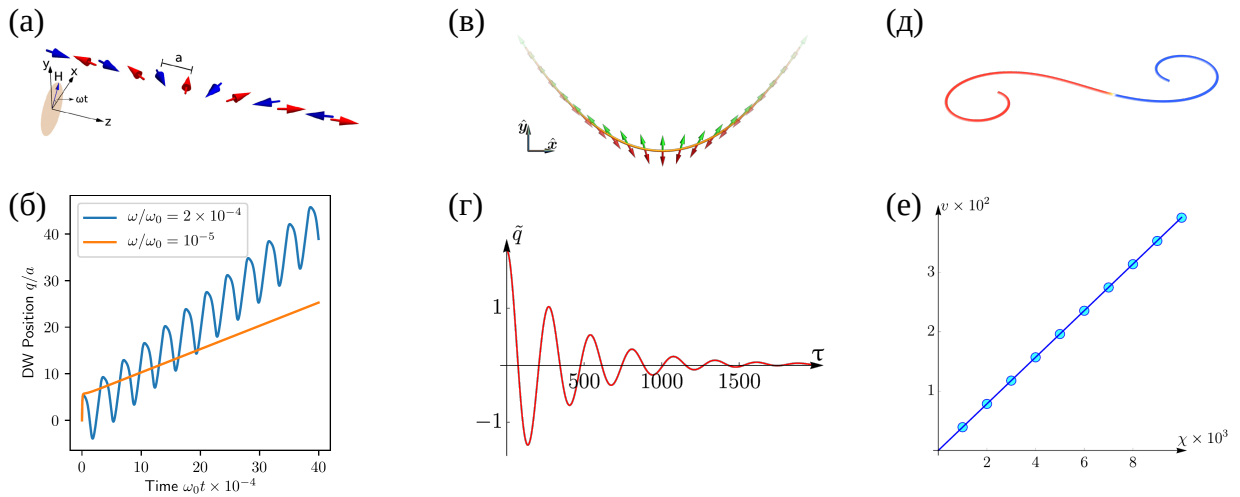 (а)
a
y
H
x
ωt
z
(в)
ŷ
x̂
(д)
(б)
ω/ω₀ = 2 × 10⁻⁴
ω/ω₀ = 10⁻⁵
DW Position q/a
40
30
20
10
0
0 10 20 30 40
Time ω₀t × 10⁻⁴
(г)
q̃
1
−1
500 1000 1500
τ
(е)
v × 10²
3
2
1
2 4 6 8
χ × 10³